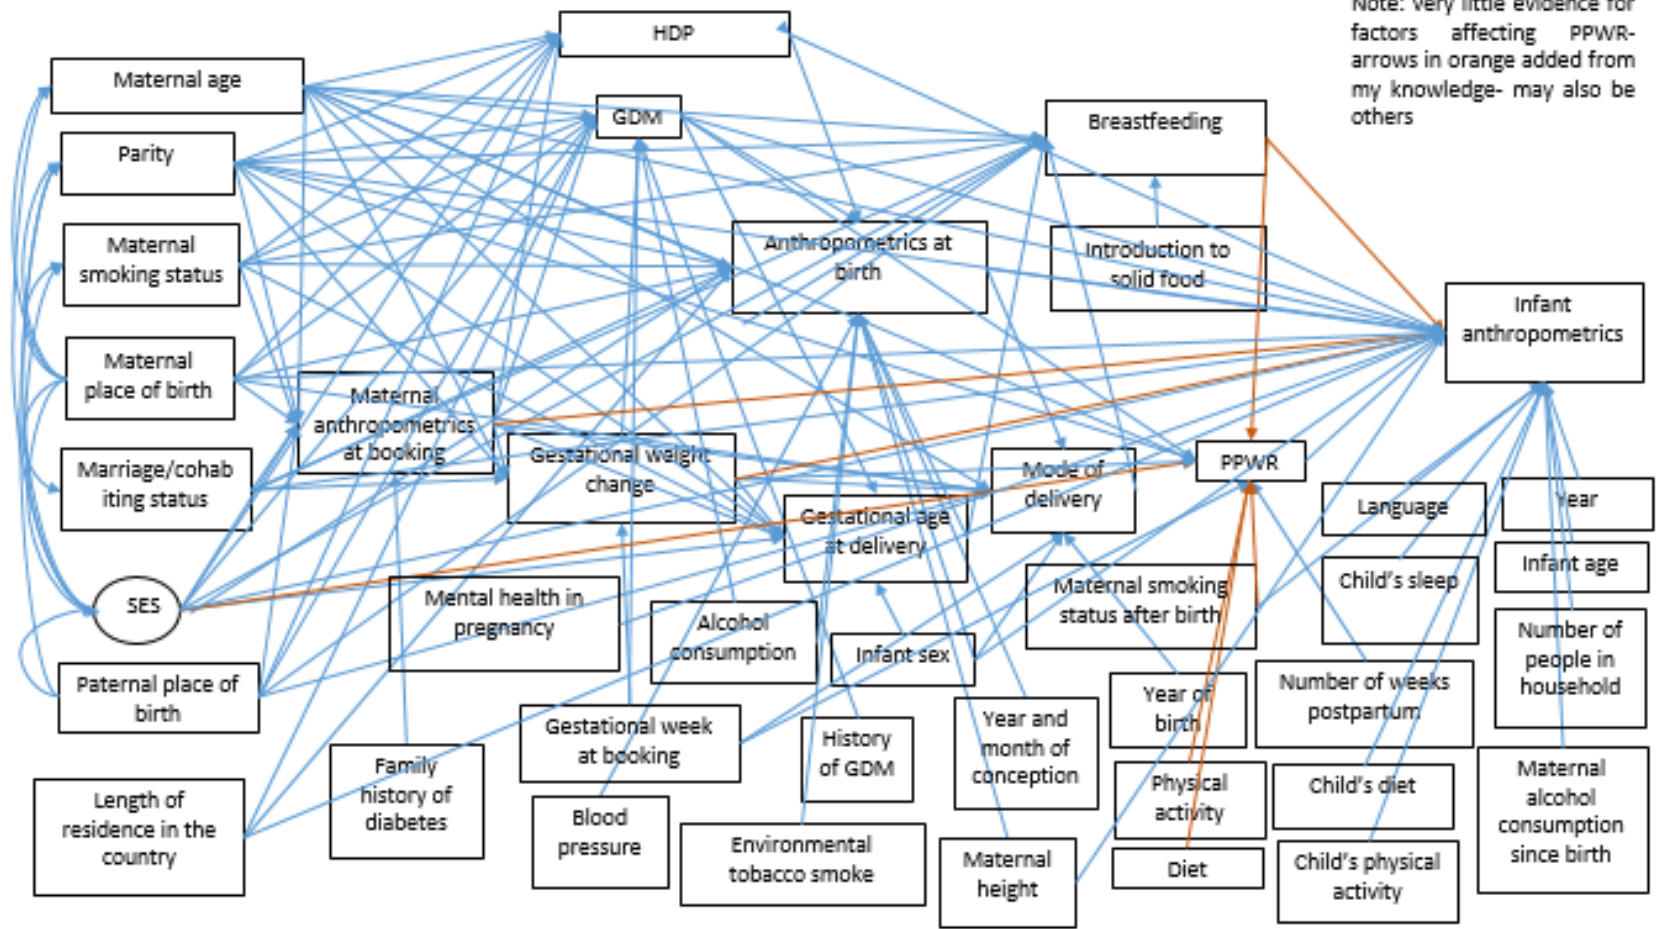 Note: Very little evidence for
factors affecting PPWR-
arrows in orange added from
my knowledge- may also be
others
HDP
Maternal age
GDM
Breastfeeding
Parity
Maternal
smoking status
Anthropometrics at
birth
Introduction to
solid food
Infant
anthropometrics
Maternal
place of birth
Maternal
anthropometrics
at booking
Gestational weight
change
Marriage/cohab
iting status
Mode of
delivery
PPWR
Gestational age
at delivery
Language
Year
SES
Mental health in
pregnancy
Alcohol
consumption
Infant sex
Maternal smoking
status after birth
Child's sleep
Infant age
Number of
people in
household
Paternal place of
birth
Gestational week
at booking
History
of GDM
Year and
month of
conception
Year of
birth
Number of weeks
postpartum
Length of
residence in the
country
Family
history of
diabetes
Blood
pressure
Environmental
tobacco smoke
Maternal
height
Physical
activity
Diet
Child's diet
Child's physical
activity
Maternal
alcohol
consumption
since birth